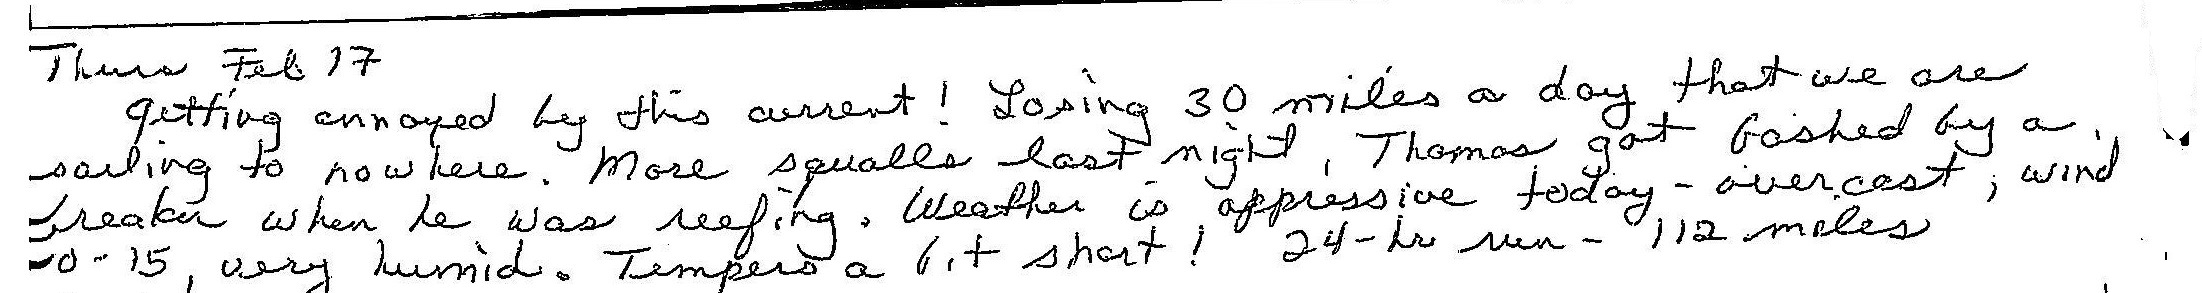 Thurs Feb 17
Getting annoyed by this current! Losing 30 miles a day that we are
sailing to nowhere. More squalls last night, Thomas got bashed by a
breaker when he was reefing. Weather is oppressive today - overcast, wind
10-15, very humid. Tempers a bit short! 24-hr run - 112 miles